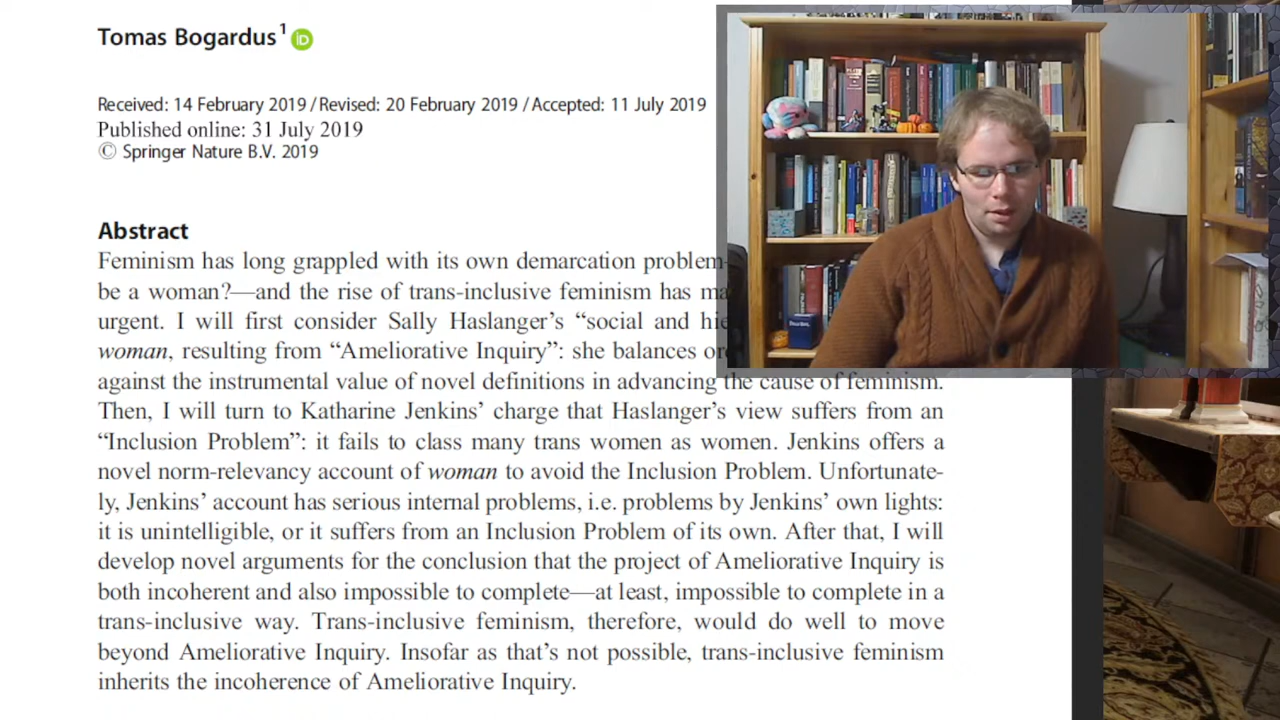 Tomas Bogardus¹ iD
Received: 14 February 2019 / Revised: 20 February 2019 / Accepted: 11 July 2019
Published online: 31 July 2019
© Springer Nature B.V. 2019
Abstract
Feminism has long grappled with its own demarcation problem—
be a woman?—and the rise of trans-inclusive feminism has
urgent. I will first consider Sally Haslanger's “social and
woman, resulting from “Ameliorative Inquiry”: she balances
against the instrumental value of novel definitions in advancing the cause of feminism.
Then, I will turn to Katharine Jenkins’ charge that Haslanger’s view suffers from an
“Inclusion Problem”: it fails to class many trans women as women. Jenkins offers a
novel norm-relevancy account of woman to avoid the Inclusion Problem. Unfortunate-
ly, Jenkins’ account has serious internal problems, i.e. problems by Jenkins’ own lights:
it is unintelligible, or it suffers from an Inclusion Problem of its own. After that, I will
develop novel arguments for the conclusion that the project of Ameliorative Inquiry is
both incoherent and also impossible to complete—at least, impossible to complete in a
trans-inclusive way. Trans-inclusive feminism, therefore, would do well to move
beyond Ameliorative Inquiry. Insofar as that’s not possible, trans-inclusive feminism
inherits the incoherence of Ameliorative Inquiry.